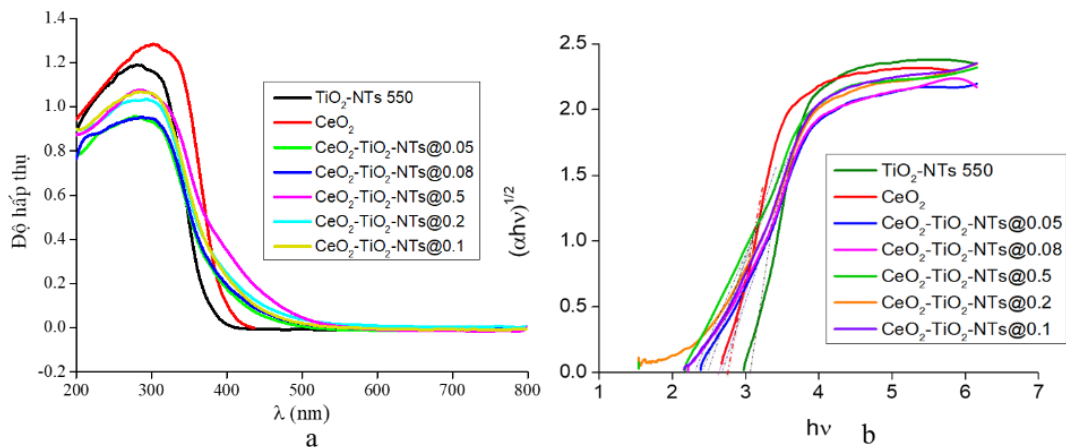 1.4
1.2
1.0
0.8
0.6
0.4
0.2
0.0
-0.2
Độ hấp thụ
200 300 400 500 600 700 800
λ (nm)
a
TiO₂-NTs 550
CeO₂
CeO₂-TiO₂-NTs@0.05
CeO₂-TiO₂-NTs@0.08
CeO₂-TiO₂-NTs@0.5
CeO₂-TiO₂-NTs@0.2
CeO₂-TiO₂-NTs@0.1
2.5
2.0
1.5
1.0
0.5
0.0
(αhν)^1/2
1 2 3 4 5 6 7
hν
b
TiO₂-NTs 550
CeO₂
CeO₂-TiO₂-NTs@0.05
CeO₂-TiO₂-NTs@0.08
CeO₂-TiO₂-NTs@0.5
CeO₂-TiO₂-NTs@0.2
CeO₂-TiO₂-NTs@0.1